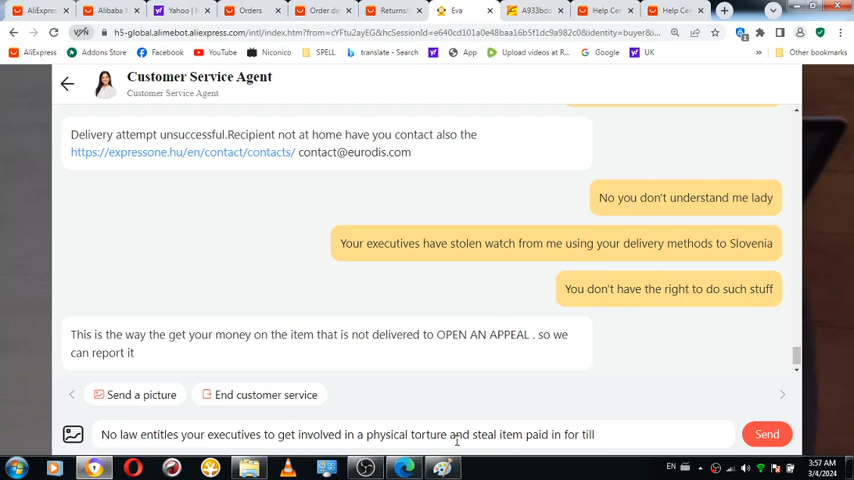 AliExpres
Alibaba
Yahoo |
Orders
Order de
Returns/
Eva
A933bdc
Help Cer
Help Cer
h5-global.alimebot.aliexpress.com/intl/index.htm?from=cYFtu2ayEG&hcSessionId=e640cd101a0e48baa76515dc9a982c0&identity=buyer&i...
AliExpress
Addons Store
Facebook
YouTube
Niconico
SPELL
translate - Search
App
Upload videos at R...
Google
UK
»
Other bookmarks
Customer Service Agent
Customer Service Agent
Delivery attempt unsuccessful.Recipient not at home have you contact also the
https://expressone.hu/en/contact/contacts/ contact@eurodis.com
No you don't understand me lady
Your executives have stolen watch from me using your delivery methods to Slovenia
You don't have the right to do such stuff
This is the way the get your money on the item that is not delivered to OPEN AN APPEAL . so we
can report it
Send a picture
End customer service
No law entitles your executives to get involved in a physical torture and steal item paid in for till
Send
EN
3:57 AM
3/4/2024